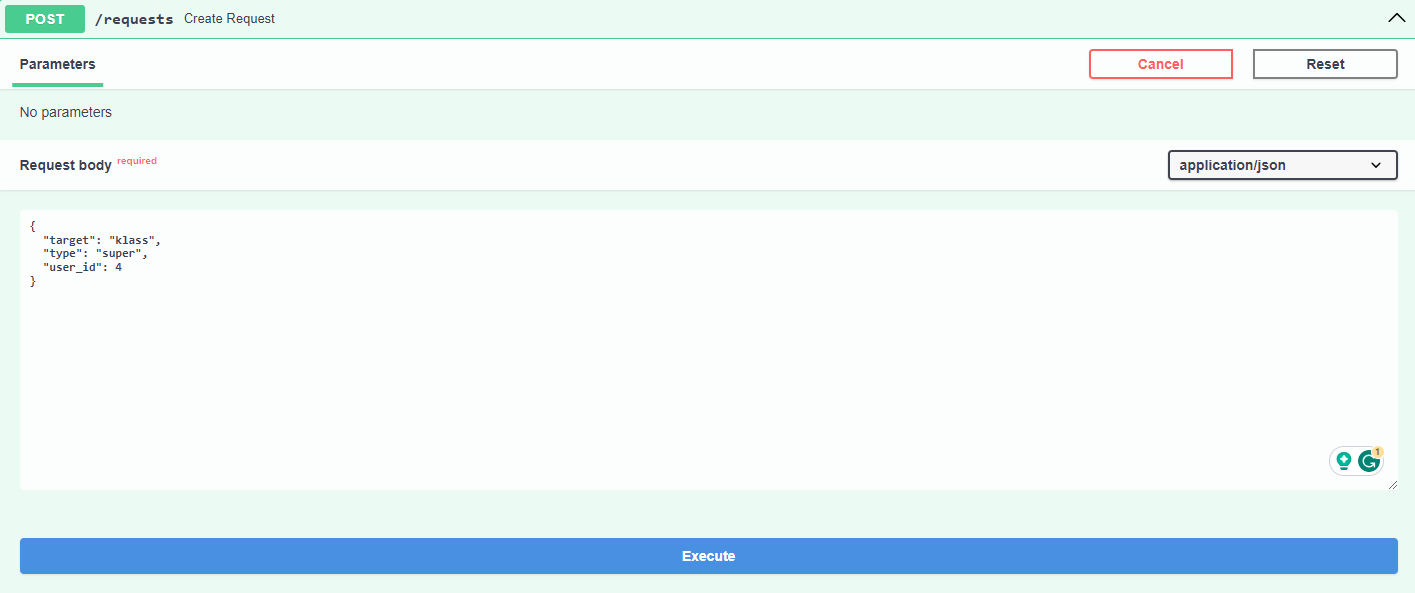 POST /requests Create Request
Parameters
Cancel
Reset
No parameters
Request body required
application/json
{
  "target": "klass",
  "type": "super",
  "user_id": 4
}
1
Execute